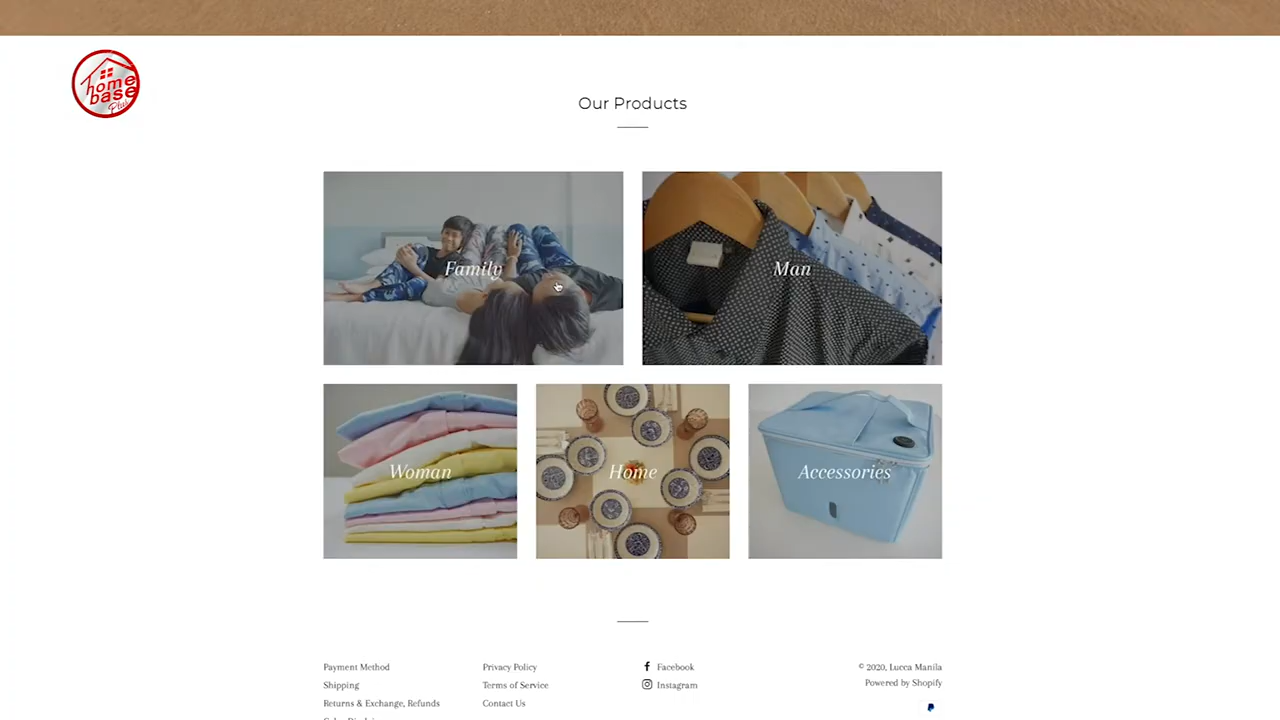 home
base
Plus
Our Products
Family
Man
Woman
Home
Accessories
Payment Method
Shipping
Returns & Exchange, Refunds
Privacy Policy
Terms of Service
Contact Us
Facebook
Instagram
© 2020, Lucca Manila
Powered by Shopify